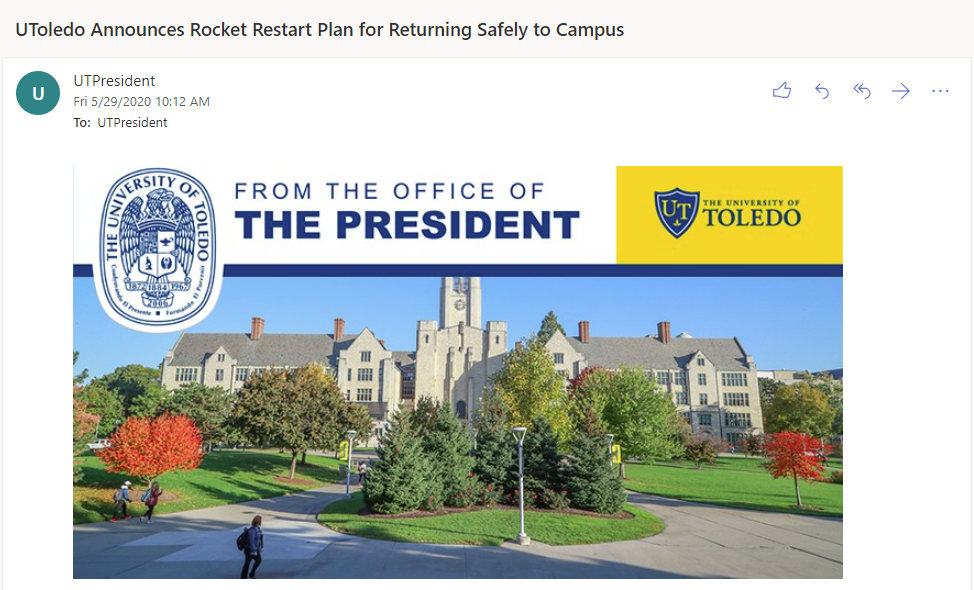 UToledo Announces Rocket Restart Plan for Returning Safely to Campus
U
UTPresident
Fri 5/29/2020 10:12 AM
To: UTPresident
THE UNIVERSITY OF TOLEDO
1872 1884 1967
2006
Coadyuvando El Presente Formando El Porvenir
FROM THE OFFICE OF
THE PRESIDENT
UT
THE UNIVERSITY OF
TOLEDO